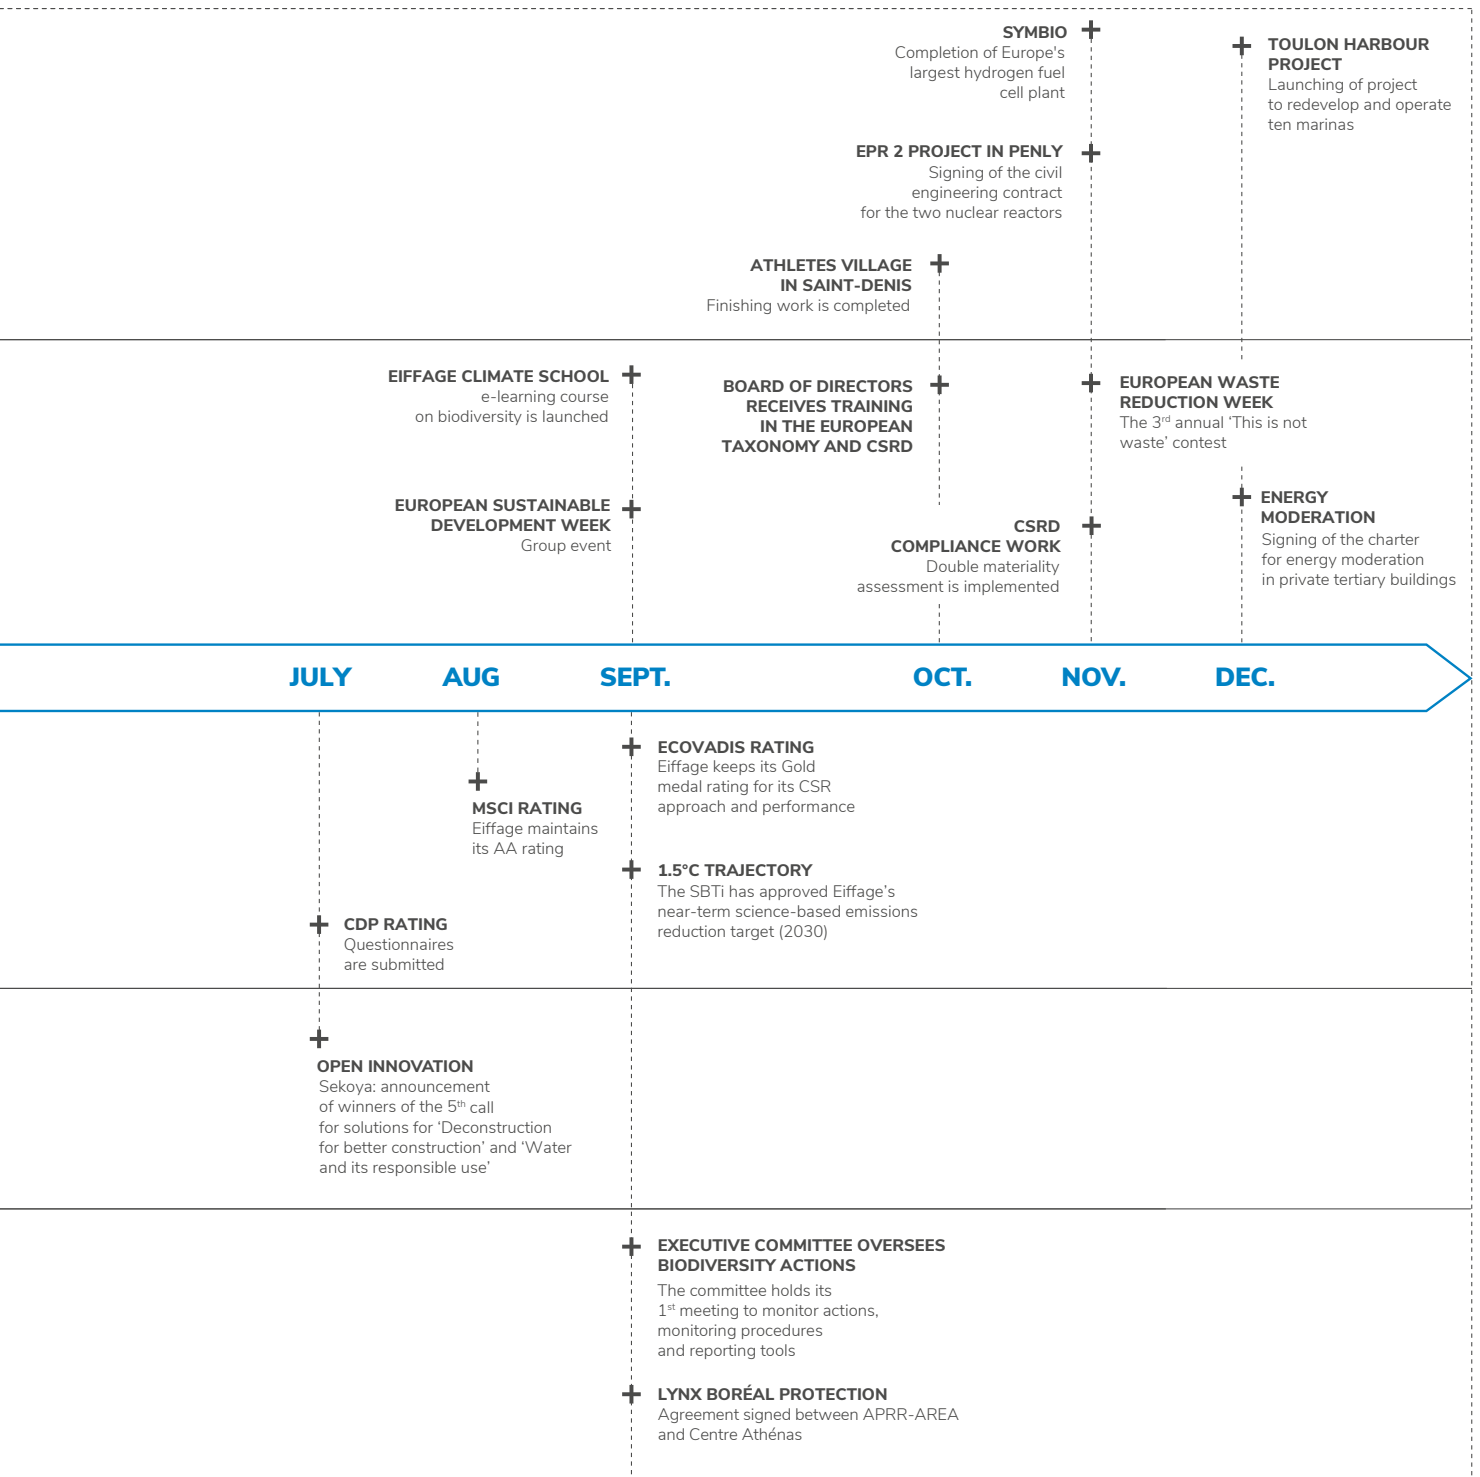 SYMBIO
Completion of Europe's
largest hydrogen fuel
cell plant
TOULON HARBOUR
PROJECT
Launching of project
to redevelop and operate
ten marinas
EPR 2 PROJECT IN PENLY
Signing of the civil
engineering contract
for the two nuclear reactors
ATHLETES VILLAGE
IN SAINT-DENIS
Finishing work is completed
EIFFAGE CLIMATE SCHOOL
e-learning course
on biodiversity is launched
BOARD OF DIRECTORS
RECEIVES TRAINING
IN THE EUROPEAN
TAXONOMY AND CSRD
EUROPEAN WASTE
REDUCTION WEEK
The 3rd annual ‘This is not
waste’ contest
EUROPEAN SUSTAINABLE
DEVELOPMENT WEEK
Group event
CSRD
COMPLIANCE WORK
Double materiality
assessment is implemented
ENERGY
MODERATION
Signing of the charter
for energy moderation
in private tertiary buildings
JULY AUG SEPT. OCT. NOV. DEC.
ECOVADIS RATING
Eiffage keeps its Gold
medal rating for its CSR
approach and performance
MSCI RATING
Eiffage maintains
its AA rating
1.5°C TRAJECTORY
The SBTi has approved Eiffage’s
near-term science-based emissions
reduction target (2030)
CDP RATING
Questionnaires
are submitted
OPEN INNOVATION
Sekoya: announcement
of winners of the 5th call
for solutions for ‘Deconstruction
for better construction’ and ‘Water
and its responsible use’
EXECUTIVE COMMITTEE OVERSEES
BIODIVERSITY ACTIONS
The committee holds its
1st meeting to monitor actions,
monitoring procedures
and reporting tools
LYNX BORÉAL PROTECTION
Agreement signed between APRR-AREA
and Centre Athénas